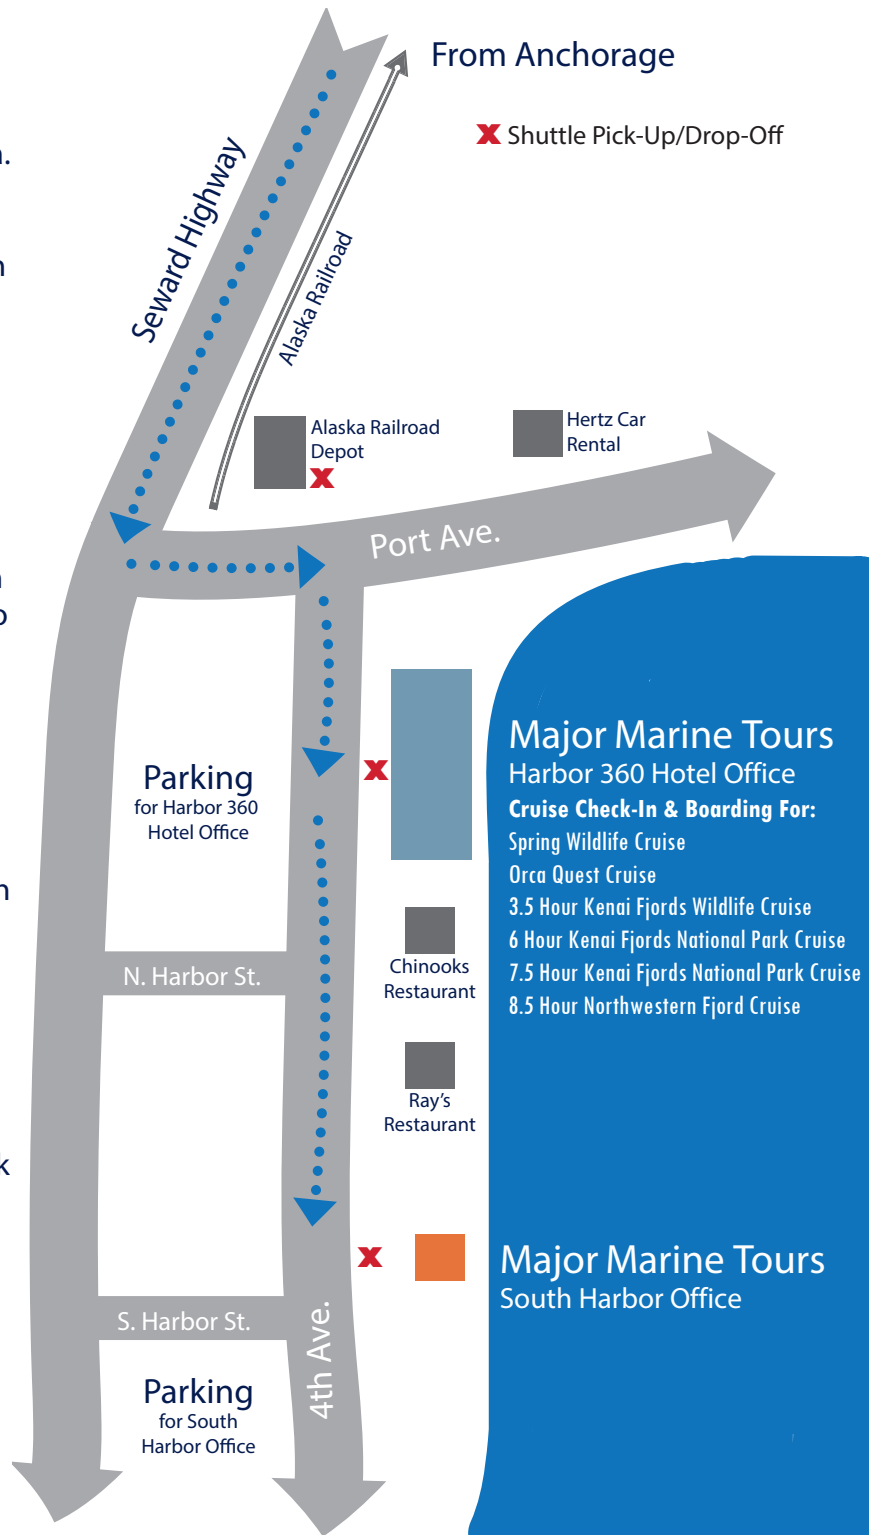 From Anchorage
X Shuttle Pick-Up/Drop-Off
Seward Highway
Alaska Railroad
Alaska Railroad
Depot
X
Hertz Car
Rental
Port Ave.
Parking
for Harbor 360
Hotel Office
X
Major Marine Tours
Harbor 360 Hotel Office
Cruise Check-In & Boarding For:
Spring Wildlife Cruise
Orca Quest Cruise
3.5 Hour Kenai Fjords Wildlife Cruise
6 Hour Kenai Fjords National Park Cruise
7.5 Hour Kenai Fjords National Park Cruise
8.5 Hour Northwestern Fjord Cruise
N. Harbor St.
Chinooks
Restaurant
Ray's
Restaurant
X
Major Marine Tours
South Harbor Office
S. Harbor St.
4th Ave.
Parking
for South
Harbor Office